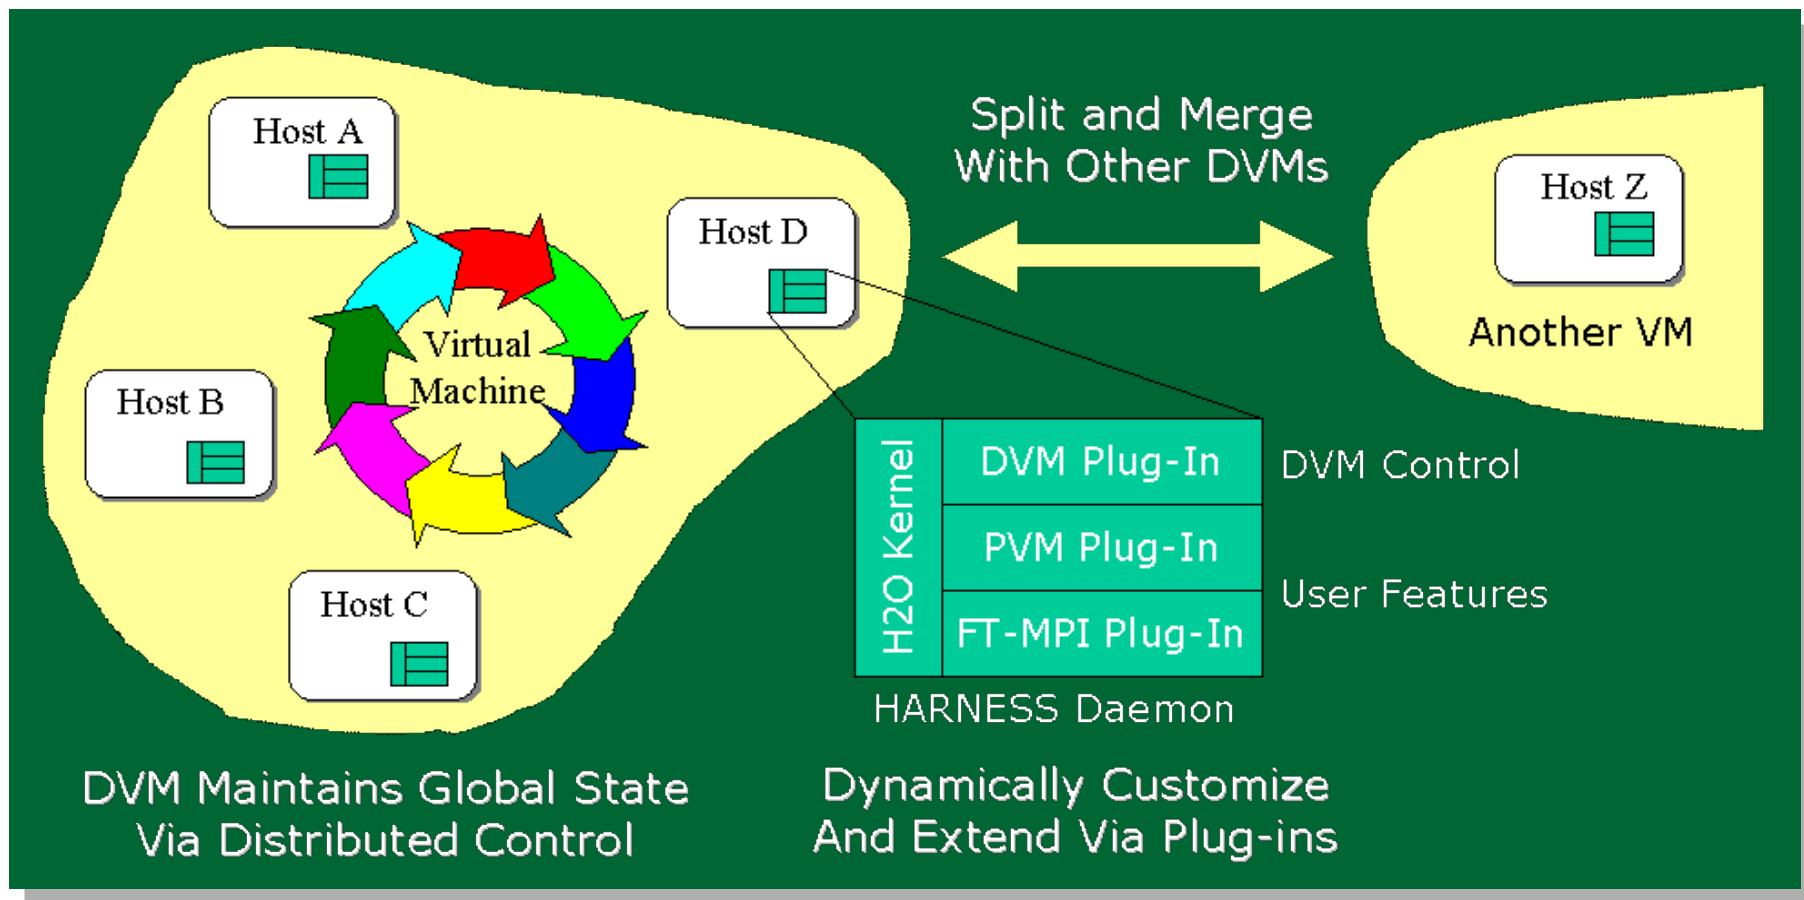 Host A
Host B
Host C
Host D
Virtual
Machine
Split and Merge
With Other DVMs
Host Z
Another VM
H2O Kernel
DVM Plug-In
PVM Plug-In
FT-MPI Plug-In
DVM Control
User Features
HARNESS Daemon
DVM Maintains Global State
Via Distributed Control
Dynamically Customize
And Extend Via Plug-ins